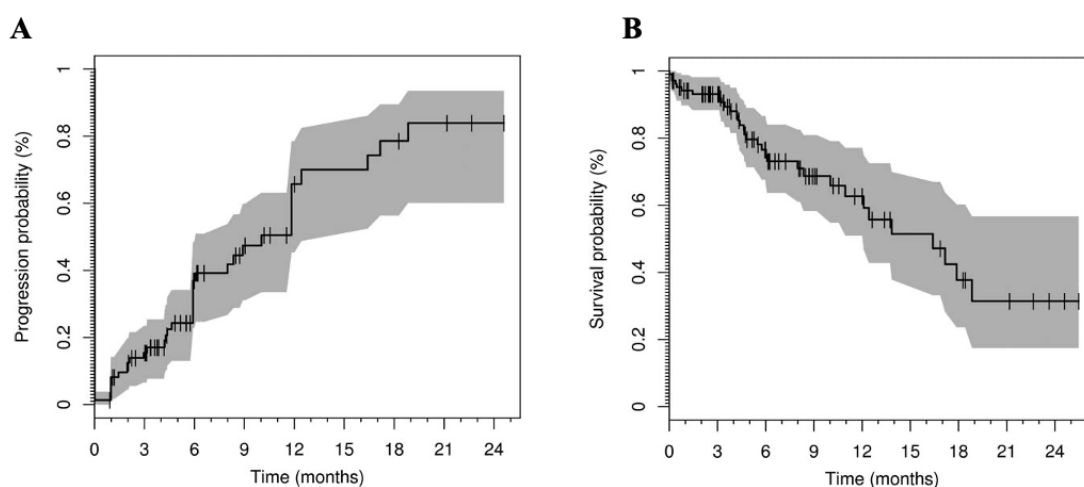 A
B
Progression probability (%)
1
0.8
0.6
0.4
0.2
0
0 3 6 9 12 15 18 21 24
Time (months)
Survival probability (%)
1
0.8
0.6
0.4
0.2
0
0 3 6 9 12 15 18 21 24
Time (months)